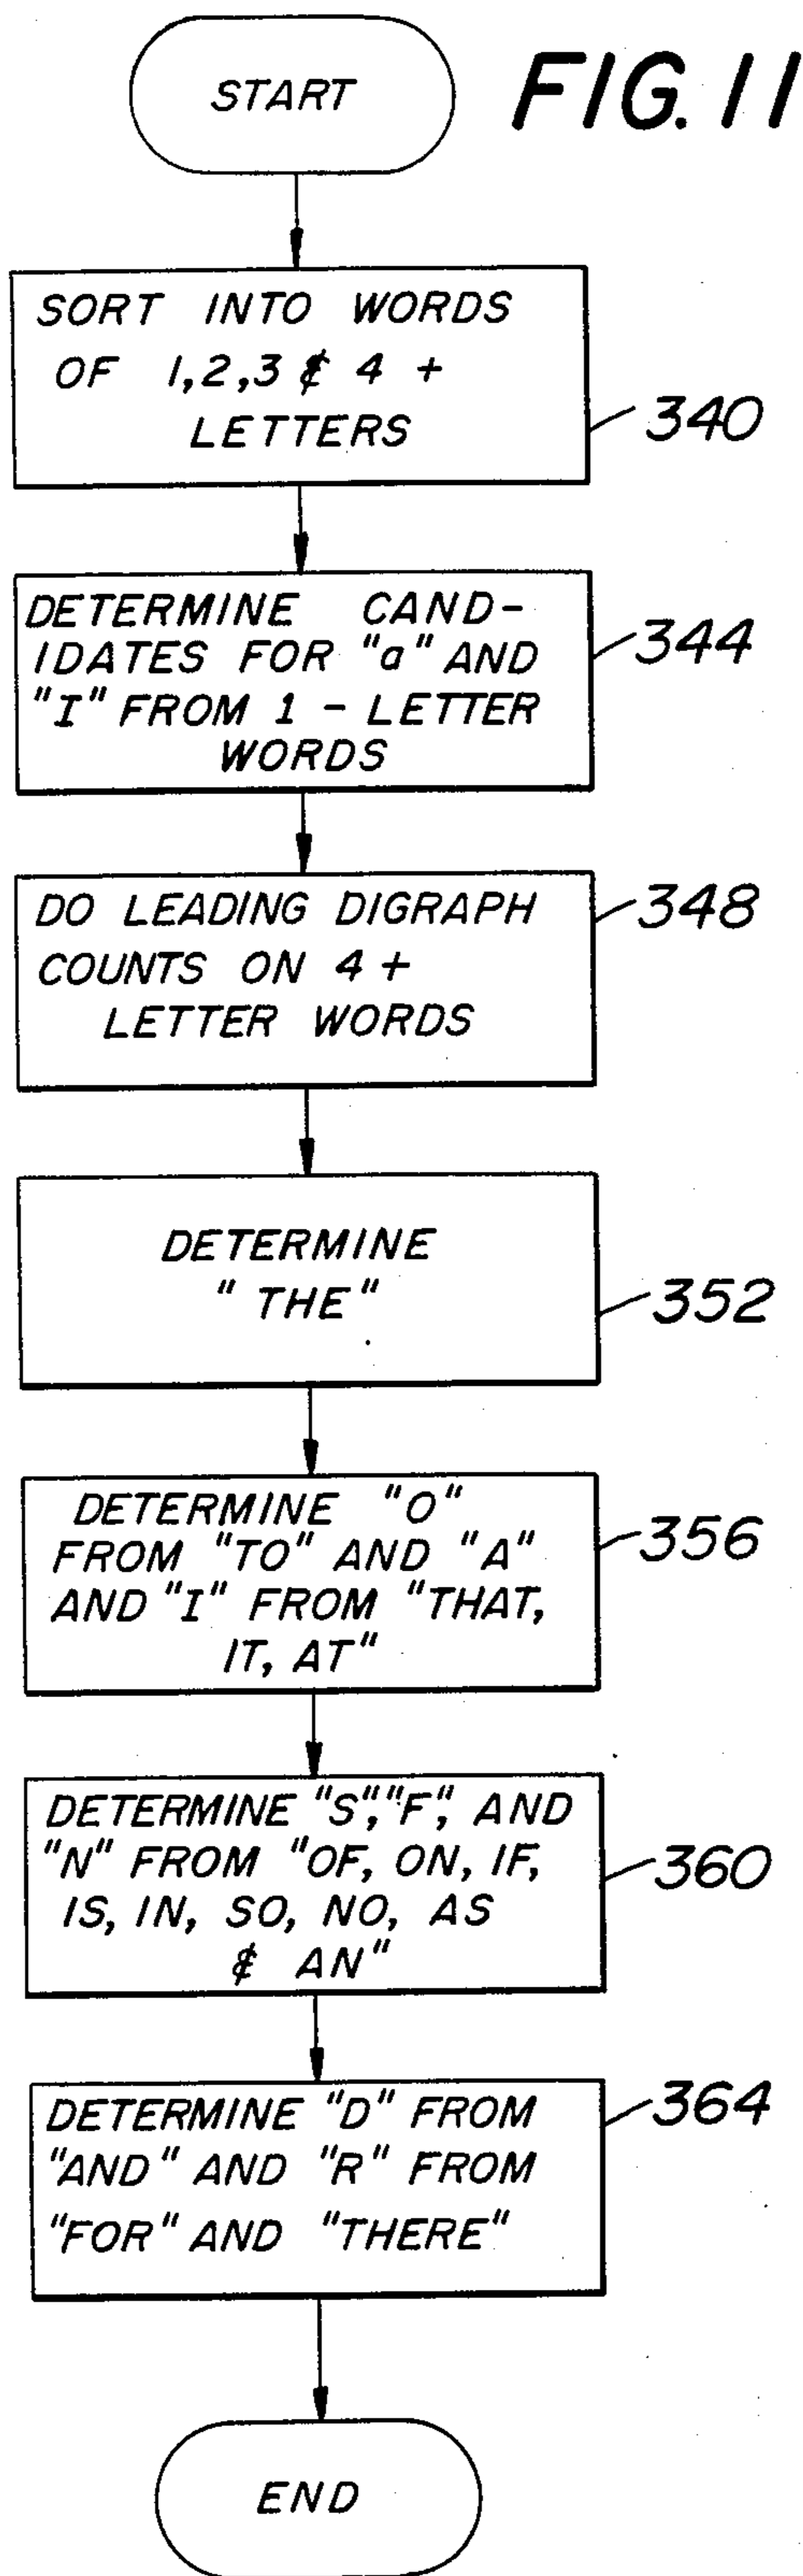 START
FIG. 11
SORT INTO WORDS
OF 1,2,3 & 4 +
LETTERS
340
DETERMINE CAND-
IDATES FOR "a" AND
"I" FROM 1 - LETTER
WORDS
344
DO LEADING DIGRAPH
COUNTS ON 4 +
LETTER WORDS
348
DETERMINE
" THE"
352
DETERMINE "O"
FROM "TO" AND "A"
AND "I" FROM "THAT,
IT, AT"
356
DETERMINE "S","F", AND
"N" FROM "OF, ON, IF,
IS, IN, SO, NO, AS
& AN"
360
DETERMINE "D" FROM
"AND" AND "R" FROM
"FOR" AND "THERE"
364
END